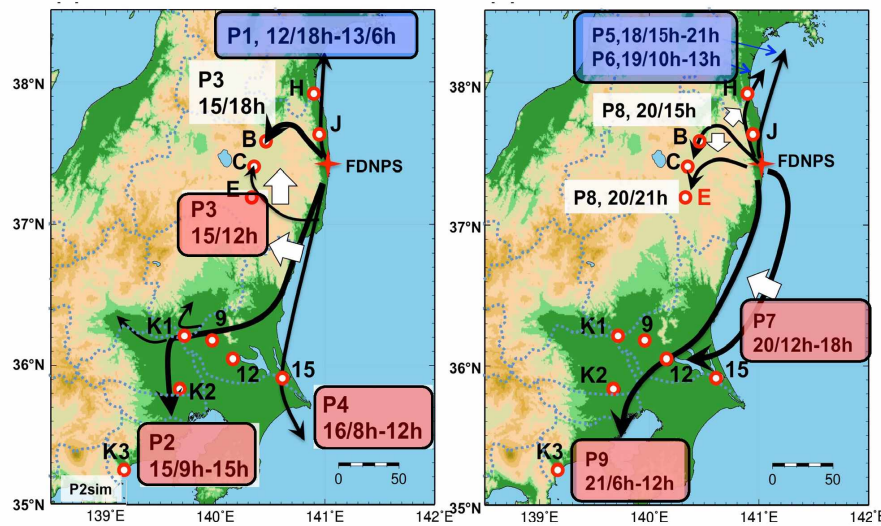 P1, 12/18h-13/6h
P3
15/18h
H
J
B
C
E
FDNPS
P3
15/12h
K1
9
12
15
K2
P4
16/8h-12h
P2
15/9h-15h
K3
P2sim
0
50
38°N
37°N
36°N
35°N
139°E
140°E
141°E
142°E
P5,18/15h-21h
P6,19/10h-13h
H
P8, 20/15h
J
B
C
FDNPS
P8, 20/21h
E
P7
20/12h-18h
K1
9
12
15
K2
K3
P9
21/6h-12h
0
50
38°N
37°N
36°N
35°N
139°E
140°E
141°E
142°E